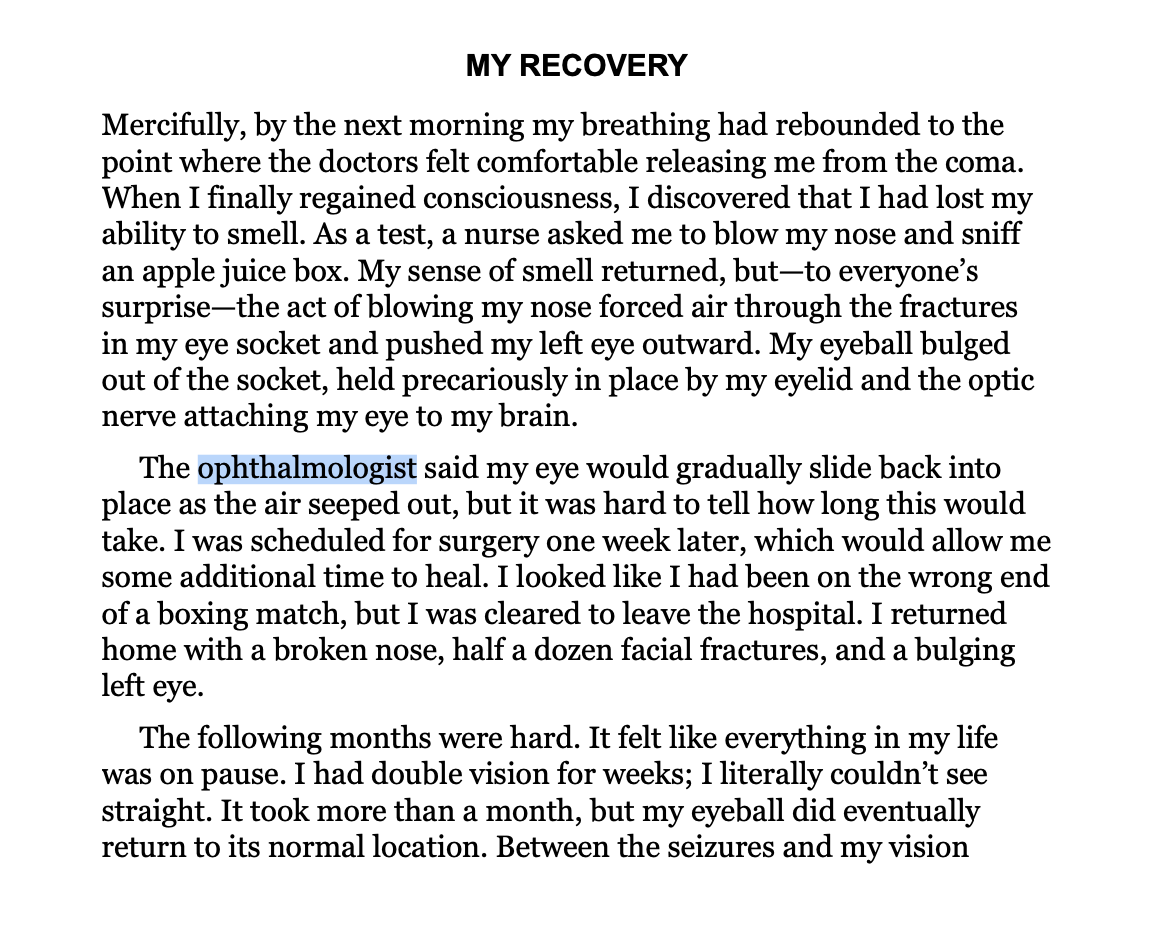 MY RECOVERY
Mercifully, by the next morning my breathing had rebounded to the
point where the doctors felt comfortable releasing me from the coma.
When I finally regained consciousness, I discovered that I had lost my
ability to smell. As a test, a nurse asked me to blow my nose and sniff
an apple juice box. My sense of smell returned, but—to everyone’s
surprise—the act of blowing my nose forced air through the fractures
in my eye socket and pushed my left eye outward. My eyeball bulged
out of the socket, held precariously in place by my eyelid and the optic
nerve attaching my eye to my brain.
The ophthalmologist said my eye would gradually slide back into
place as the air seeped out, but it was hard to tell how long this would
take. I was scheduled for surgery one week later, which would allow me
some additional time to heal. I looked like I had been on the wrong end
of a boxing match, but I was cleared to leave the hospital. I returned
home with a broken nose, half a dozen facial fractures, and a bulging
left eye.
The following months were hard. It felt like everything in my life
was on pause. I had double vision for weeks; I literally couldn’t see
straight. It took more than a month, but my eyeball did eventually
return to its normal location. Between the seizures and my vision